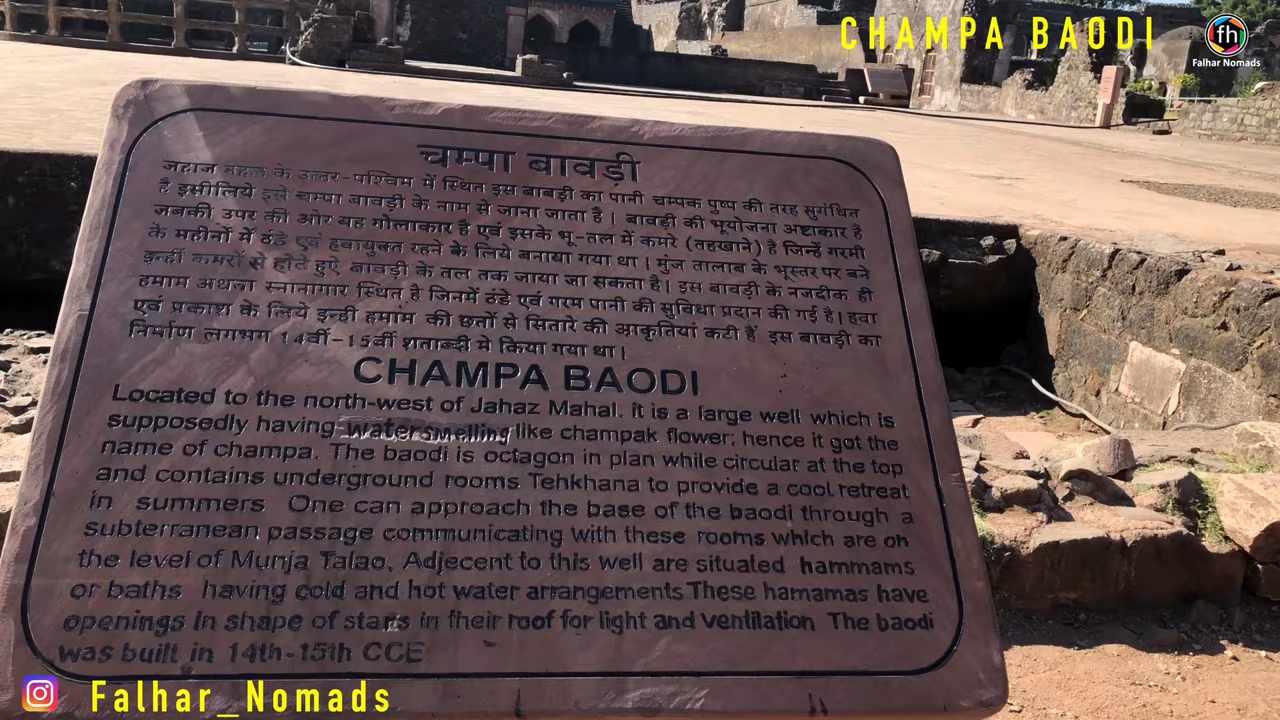 CHAMPA BAODI
fh
Falhar Nomads
चम्पा बावड़ी
जहाज महल के उत्तर-पश्चिम में स्थित इस बाबड़ी का पानी चम्पक पुष्प की तरह सुगंधित
है इसीलिये इसे चम्पा बावड़ी के नाम से जाना जाता है। बावड़ी की भूयोजना अष्टाकार है
जबकी उपर की ओर यह गोलाकार है एवं इसके भू-तल में कमरे (तहखाने) है जिन्हें गरमी
के महीनों में ठंडे एवं हवायुक्त रहने के लिये बनाया गया था। मुंज तालाब के भूस्तर पर बने
इन्हीं कमरों से होते हुऐ बावड़ी के तल तक जाया जा सकता है। इस बावड़ी के नजदीक ही
हमाम अथवा स्नानागार स्थित है जिनमें ठंडे एवं गरम पानी की सुविधा प्रदान की गई है। हवा
एवं प्रकाश के लिये इन्ही हमाम की छतों से सितारे की आकृतियां कटी हैं इस बावड़ी का
निर्माण लगभग 14वीं-15वीं शताब्दी मे किया गया था।
CHAMPA BAODI
Located to the north-west of Jahaz Mahal. it is a large well which is
supposedly having watersmelling like champak flower; hence it got the
name of champa. The baodi is octagon in plan while circular at the top
and contains underground rooms Tehkhana to provide a cool retreat
in summers One can approach the base of the baodi through a
subterranean passage communicating with these rooms which are on
the level of Munja Talao. Adjecent to this well are situated hammams
or baths having cold and hot water arrangements These hamamas have
openings in shape of stars in their roof for light and ventilation The baodi
was built in 14th-15th CCE
Falhar_Nomads